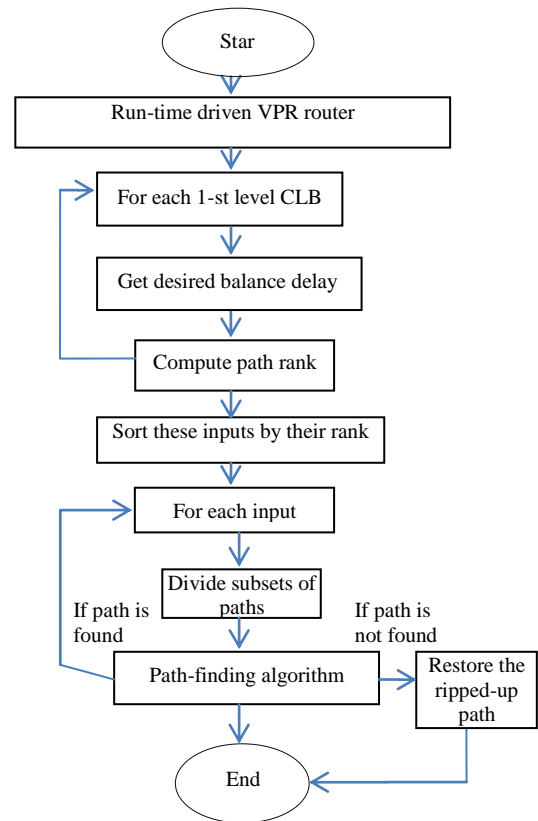 Star
Run-time driven VPR router
For each 1-st level CLB
Get desired balance delay
Compute path rank
Sort these inputs by their rank
For each input
Divide subsets of
paths
If path is
found
If path is
not found
Path-finding algorithm
Restore the
ripped-up
path
End